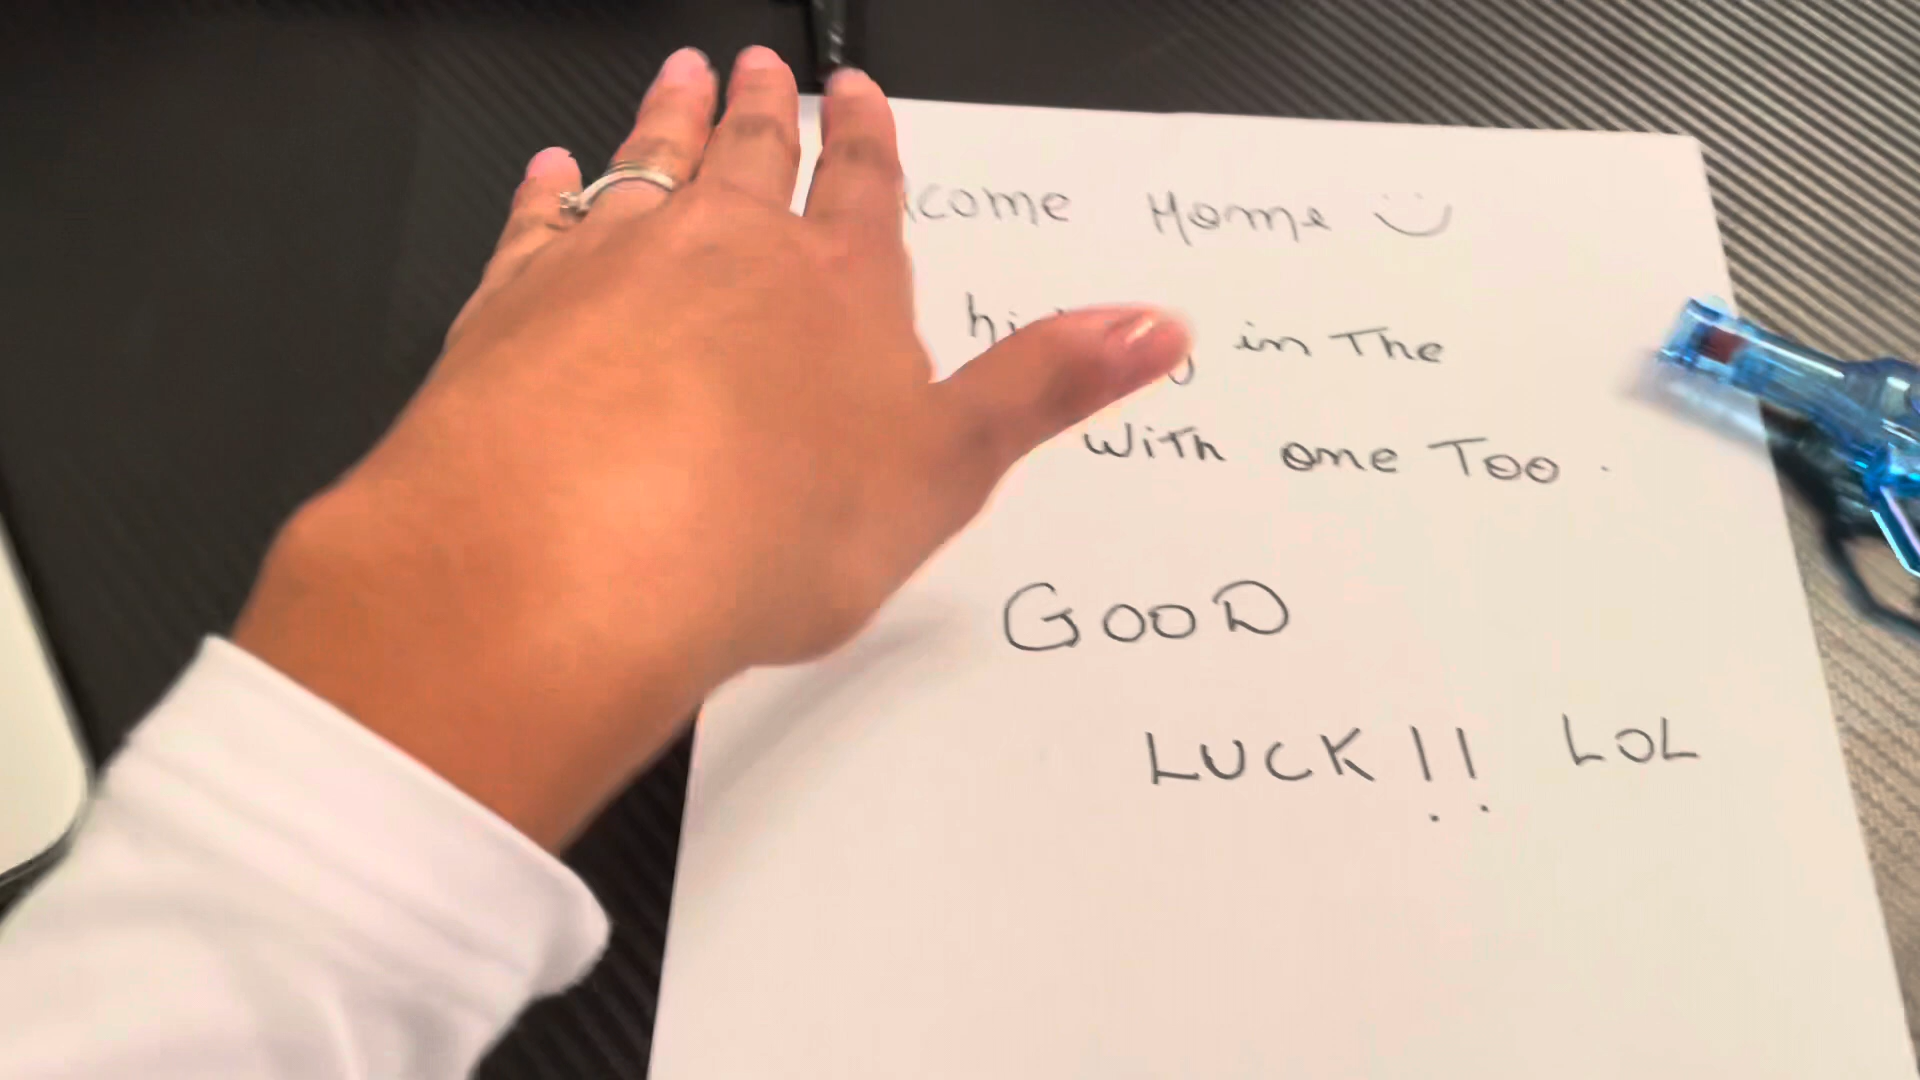 come Home
in The
with one Too.
GOOD
LUCK!! LOL